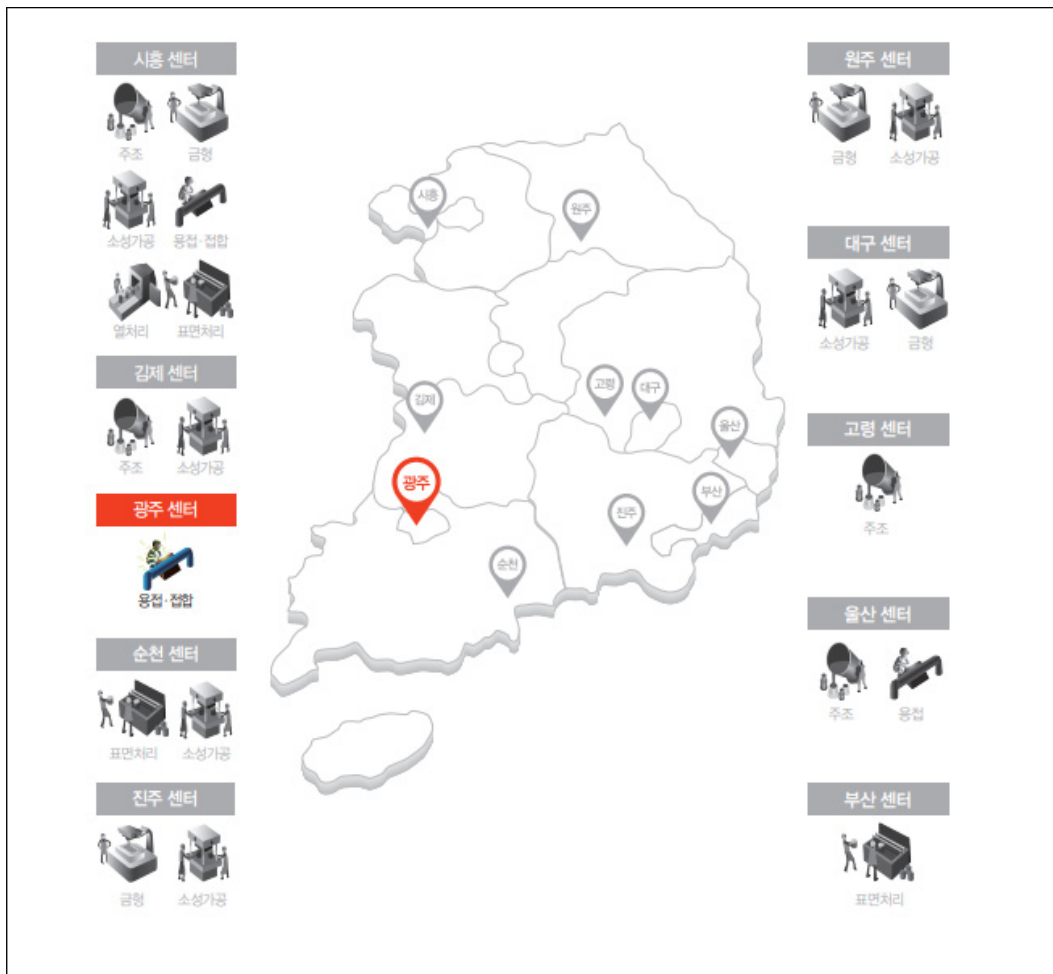 시흥 센터
주조 금형
소성가공 용접·접합
열처리 표면처리
김제 센터
주조 소성가공
광주 센터
용접·접합
순천 센터
표면처리 소성가공
진주 센터
금형 소성가공
시흥
원주
고령
대구
김제
울산
광주
부산
진주
순천
원주 센터
금형 소성가공
대구 센터
소성가공 금형
고령 센터
주조
울산 센터
주조 용접
부산 센터
표면처리